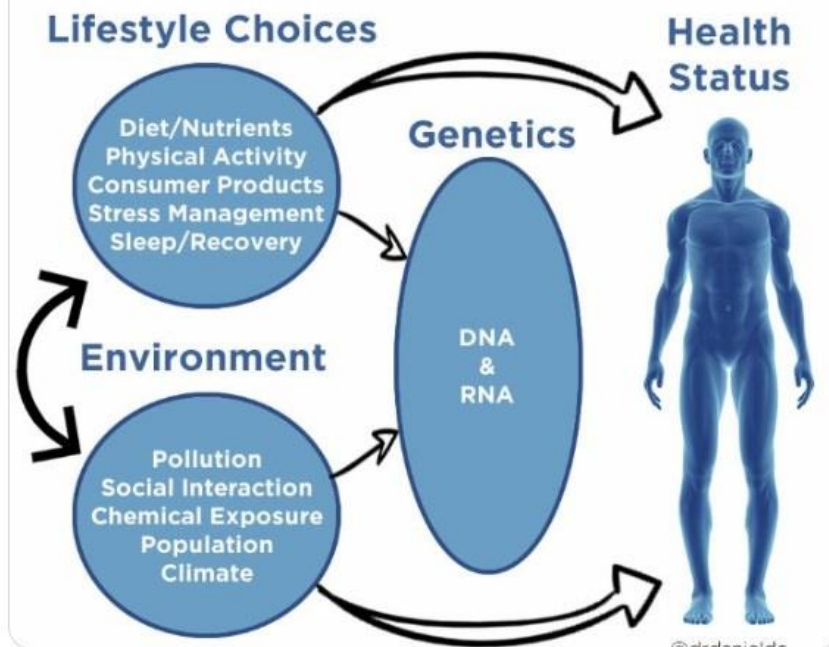 Lifestyle Choices
Diet/Nutrients
Physical Activity
Consumer Products
Stress Management
Sleep/Recovery
Environment
Pollution
Social Interaction
Chemical Exposure
Population
Climate
Genetics
DNA
&
RNA
Health
Status